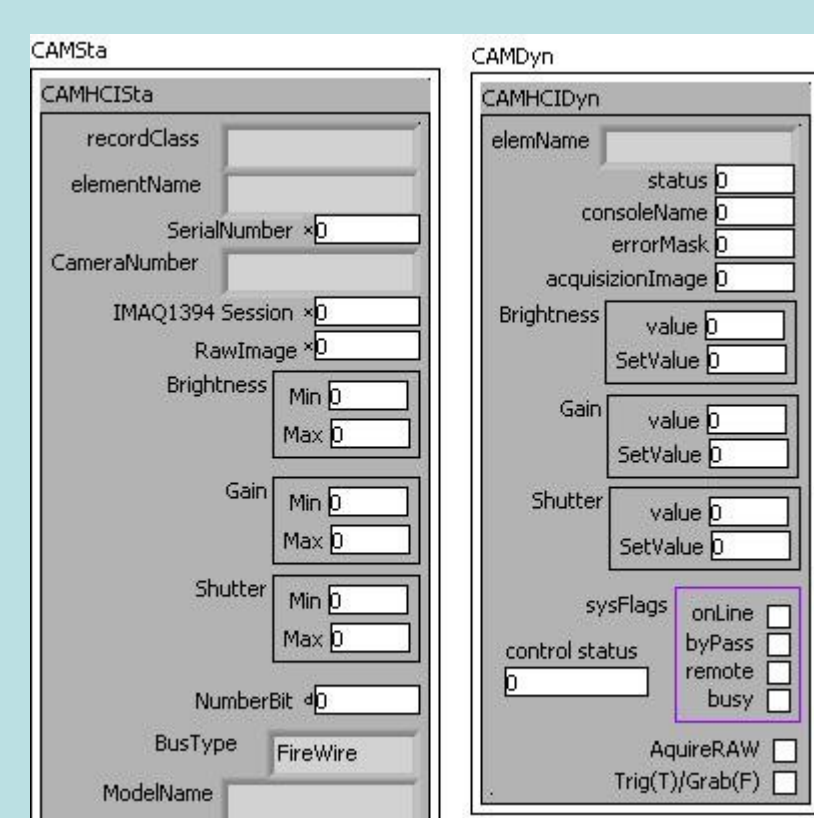 CAMSta
CAMHCISta
recordClass
elementName
SerialNumber ×0
CameraNumber
IMAQ1394 Session ×0
RawImage ×0
Brightness
Min 0
Max 0
Gain
Min 0
Max 0
Shutter
Min 0
Max 0
NumberBit d0
BusType FireWire
ModelName
CAMDyn
CAMHCIDyn
elemName
status 0
consoleName 0
errorMask 0
acquisizionImage 0
Brightness
value 0
SetValue 0
Gain
value 0
SetValue 0
Shutter
value 0
SetValue 0
sysFlags
onLine
byPass
remote
busy
control status
0
AquireRAW
Trig(T)/Grab(F)